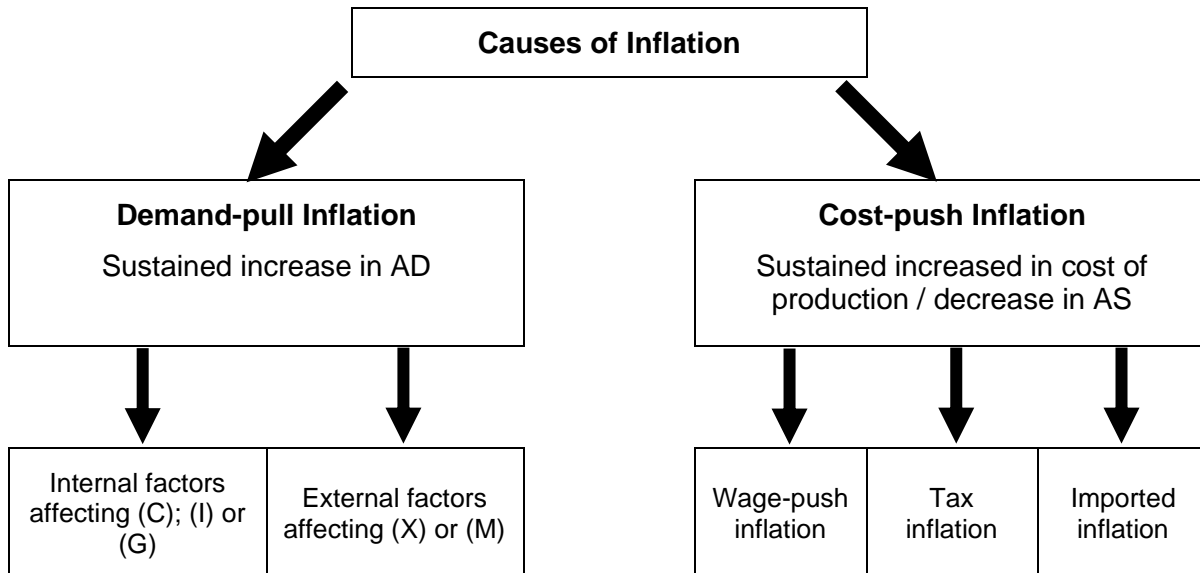 Causes of Inflation
Demand-pull Inflation
Sustained increase in AD
Cost-push Inflation
Sustained increased in cost of
production / decrease in AS
Internal factors
affecting (C); (I) or
(G)
External factors
affecting (X) or (M)
Wage-push
inflation
Tax
inflation
Imported
inflation